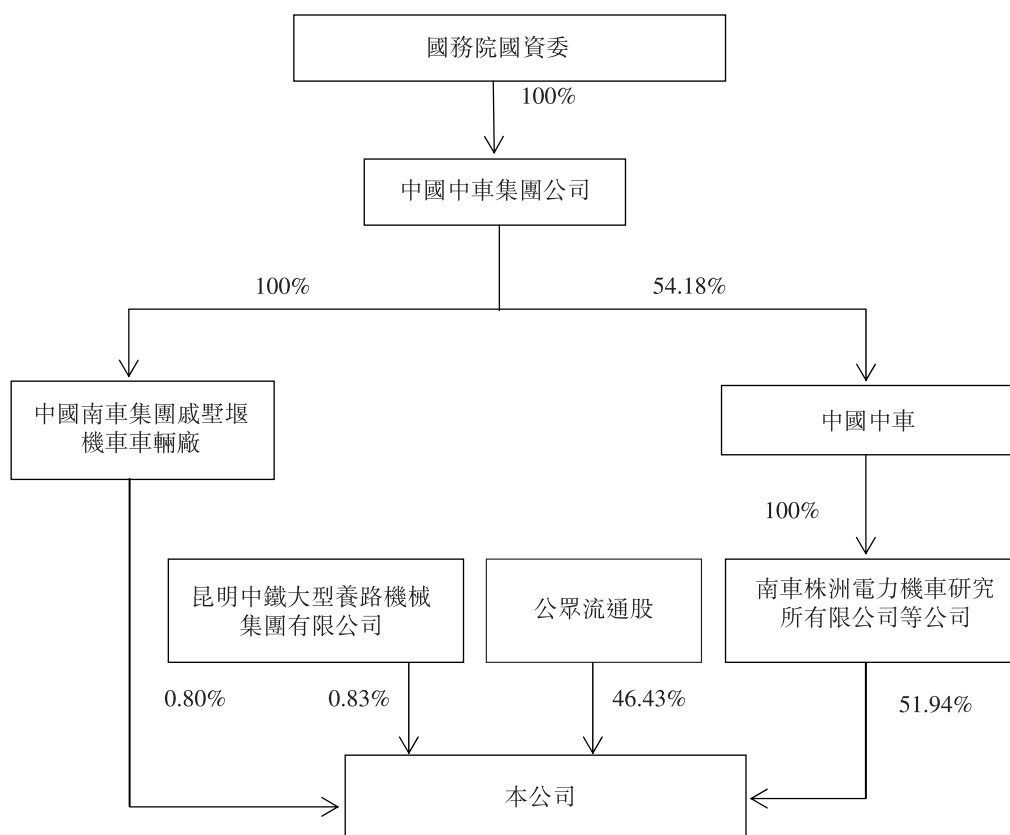 國務院國資委
100%
中國中車集團公司
100%
54.18%
中國南車集團戚墅堰
機車車輛廠
中國中車
100%
昆明中鐵大型養路機械
集團有限公司
公眾流通股
南車株洲電力機車研究
所有限公司等公司
0.80%
0.83%
46.43%
51.94%
本公司